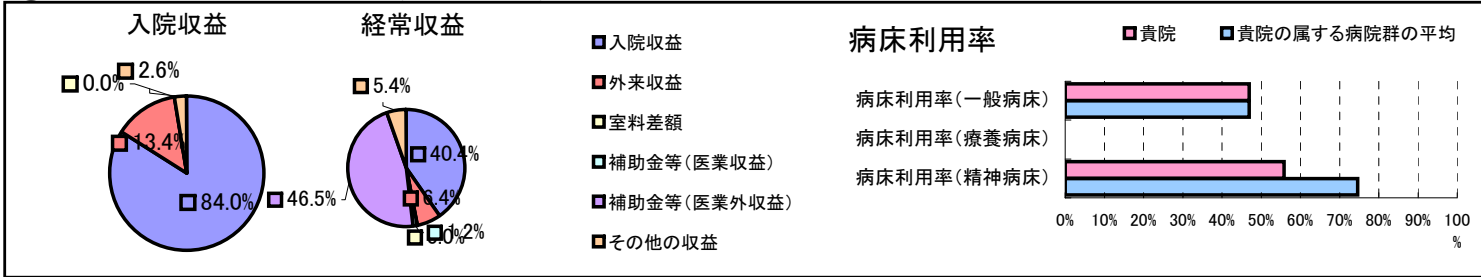 入院収益
0.0%
2.6%
13.4%
84.0%
経常収益
5.4%
40.4%
46.5%
6.4%
0.0%
1.2%
入院収益
外来収益
室料差額
補助金等(医業収益)
補助金等(医業外収益)
その他の収益
病床利用率
貴院
貴院の属する病院群の平均
病床利用率(一般病床)
病床利用率(療養病床)
病床利用率(精神病床)
0% 10% 20% 30% 40% 50% 60% 70% 80% 90% 100
%